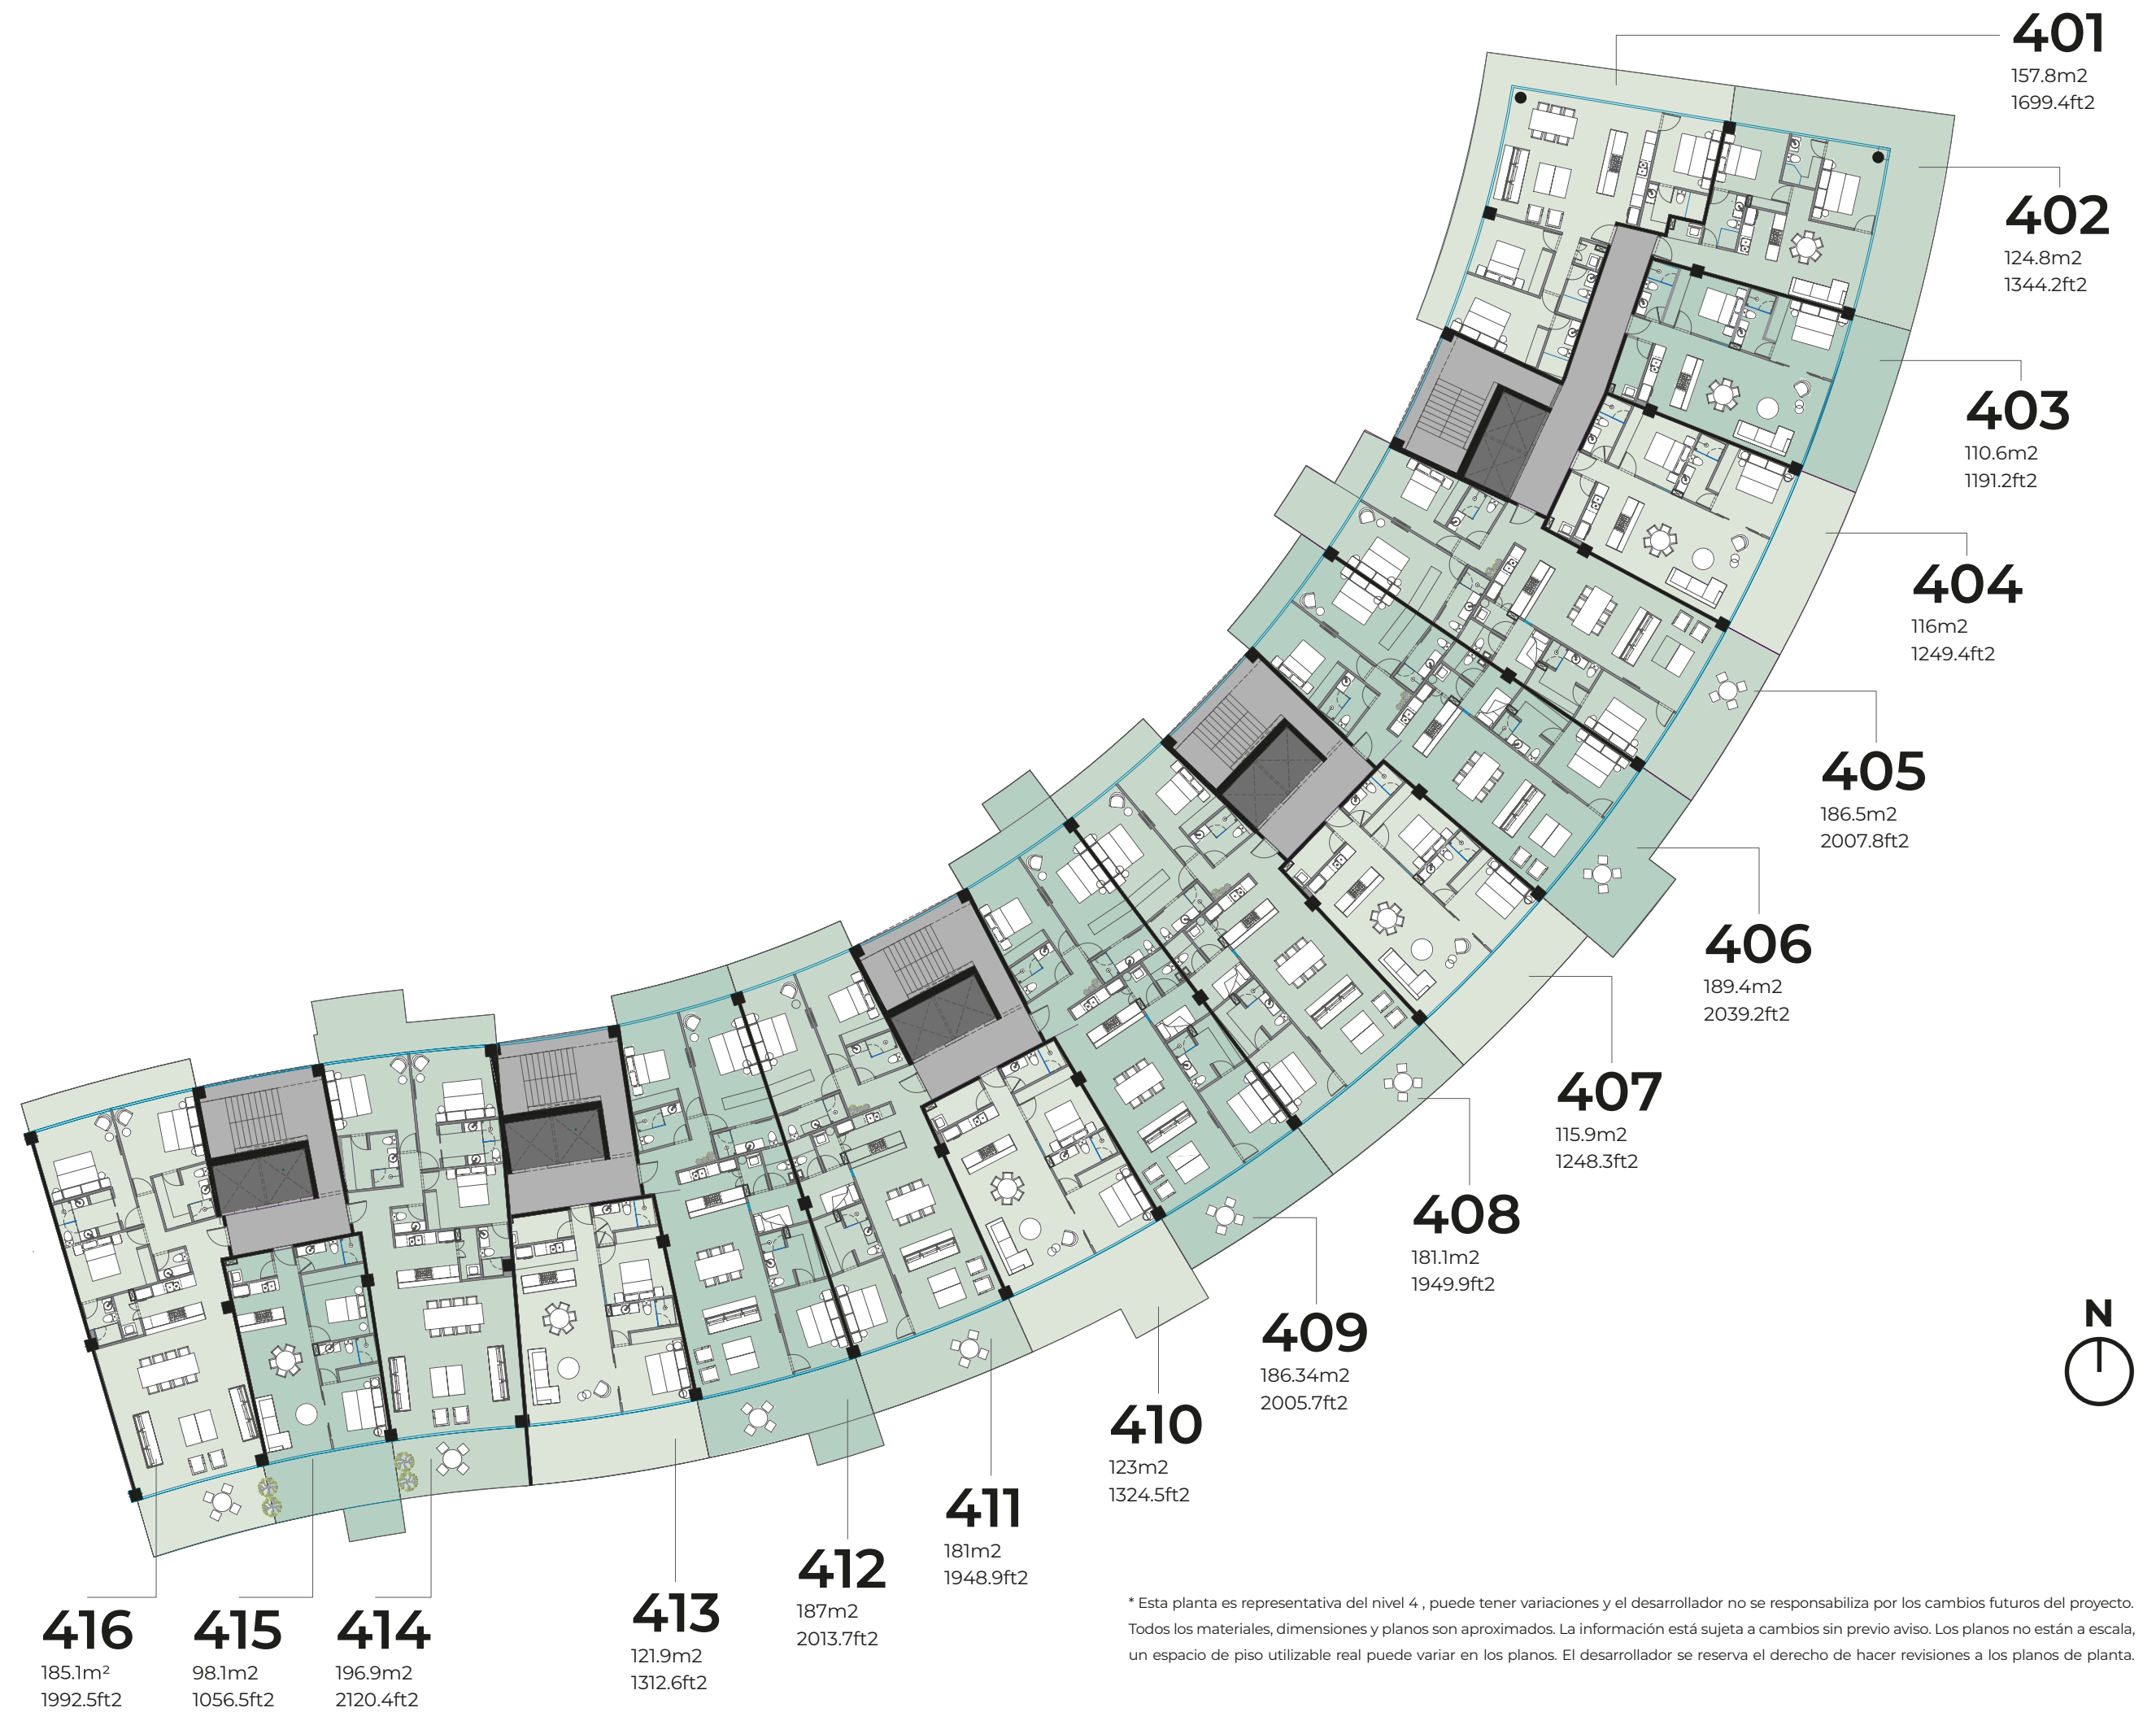 401
157.8m2
1699.4ft2
402
124.8m2
1344.2ft2
403
110.6m2
1191.2ft2
404
116m2
1249.4ft2
405
186.5m2
2007.8ft2
406
189.4m2
2039.2ft2
407
115.9m2
1248.3ft2
408
181.1m2
1949.9ft2
409
186.34m2
2005.7ft2
410
123m2
1324.5ft2
411
181m2
1948.9ft2
412
187m2
2013.7ft2
413
121.9m2
1312.6ft2
414
196.9m2
2120.4ft2
415
98.1m2
1056.5ft2
416
185.1m²
1992.5ft2
N
* Esta planta es representativa del nivel 4 , puede tener variaciones y el desarrollador no se responsabiliza por los cambios futuros del proyecto.
Todos los materiales, dimensiones y planos son aproximados. La información está sujeta a cambios sin previo aviso. Los planos no están a escala,
un espacio de piso utilizable real puede variar en los planos. El desarrollador se reserva el derecho de hacer revisiones a los planos de planta.